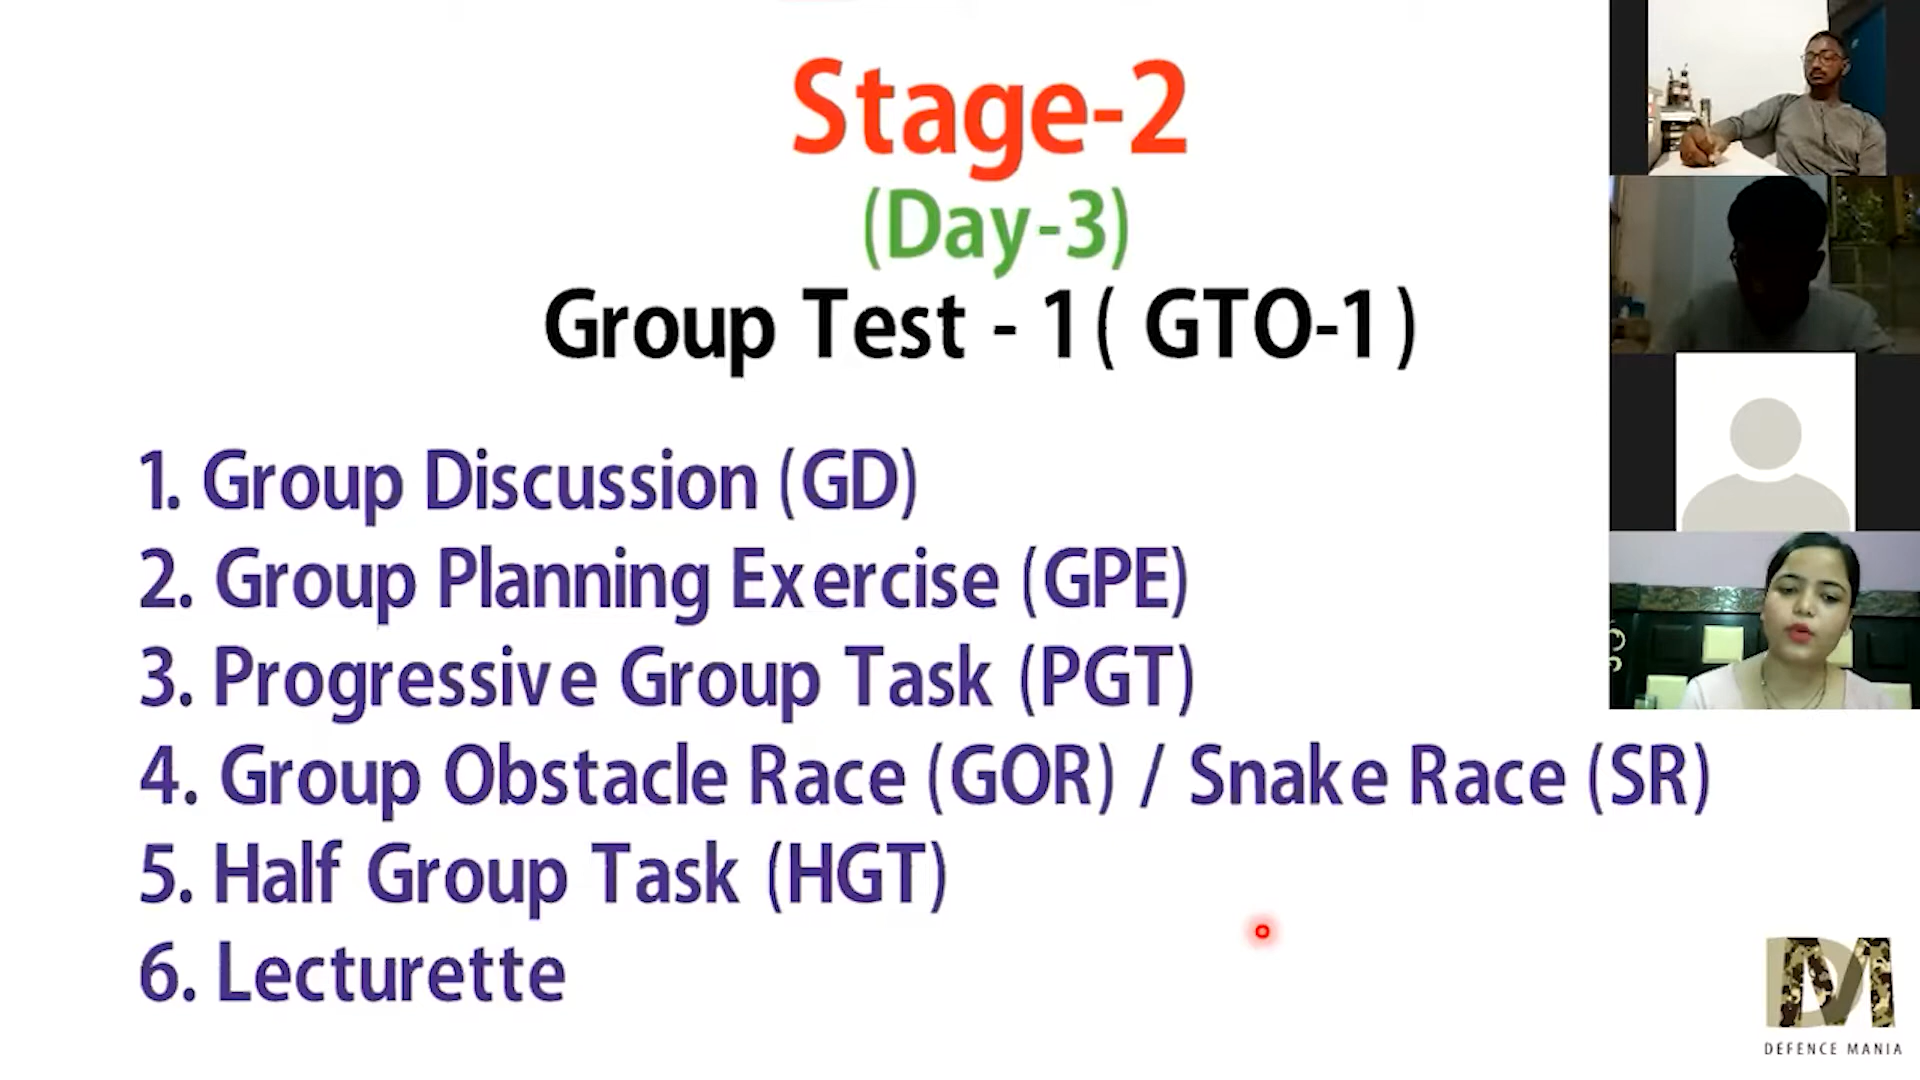 Stage-2
(Day-3)
Group Test - 1( GTO-1)
1. Group Discussion (GD)
2. Group Planning Exercise (GPE)
3. Progressive Group Task (PGT)
4. Group Obstacle Race (GOR) / Snake Race (SR)
5. Half Group Task (HGT)
6. Lecturette
DM
DEFENCE MANIA